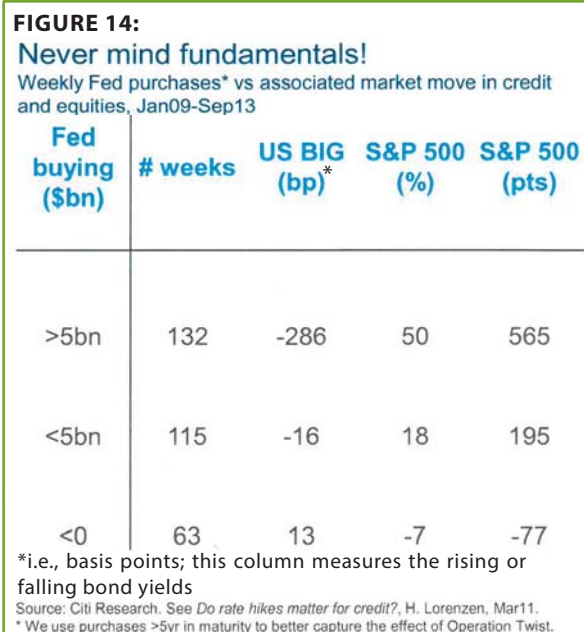 FIGURE 14:
Never mind fundamentals!
Weekly Fed purchases* vs associated market move in credit
and equities, Jan09-Sep13
Fed buying ($bn) # weeks US BIG (bp)* S&P 500 (%) S&P 500 (pts)
>5bn 132 -286 50 565
<5bn 115 -16 18 195
<0 63 13 -7 -77
*i.e., basis points; this column measures the rising or
falling bond yields
Source: Citi Research. See Do rate hikes matter for credit?, H. Lorenzen, Mar11.
* We use purchases >5yr in maturity to better capture the effect of Operation Twist.